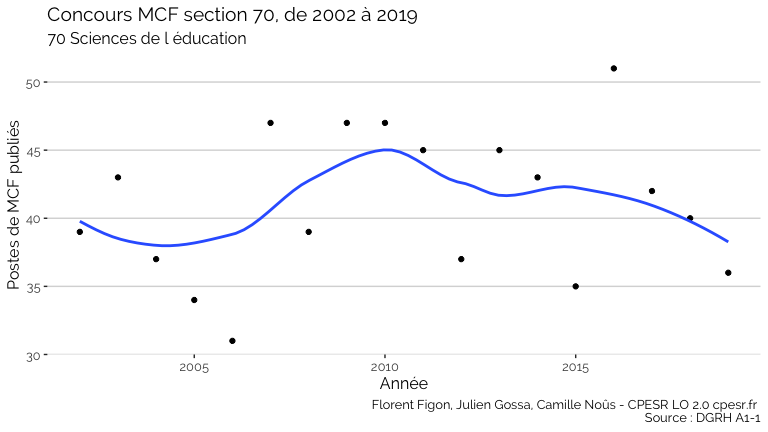 Concours MCF section 70, de 2002 à 2019
70 Sciences de l éducation
Postes de MCF publiés
50
45
40
35
30
2005
2010
2015
Année
Florent Figon, Julien Gossa, Camille Noûs - CPESR LO 2.0 cpesr.fr
Source : DGRH A1-1